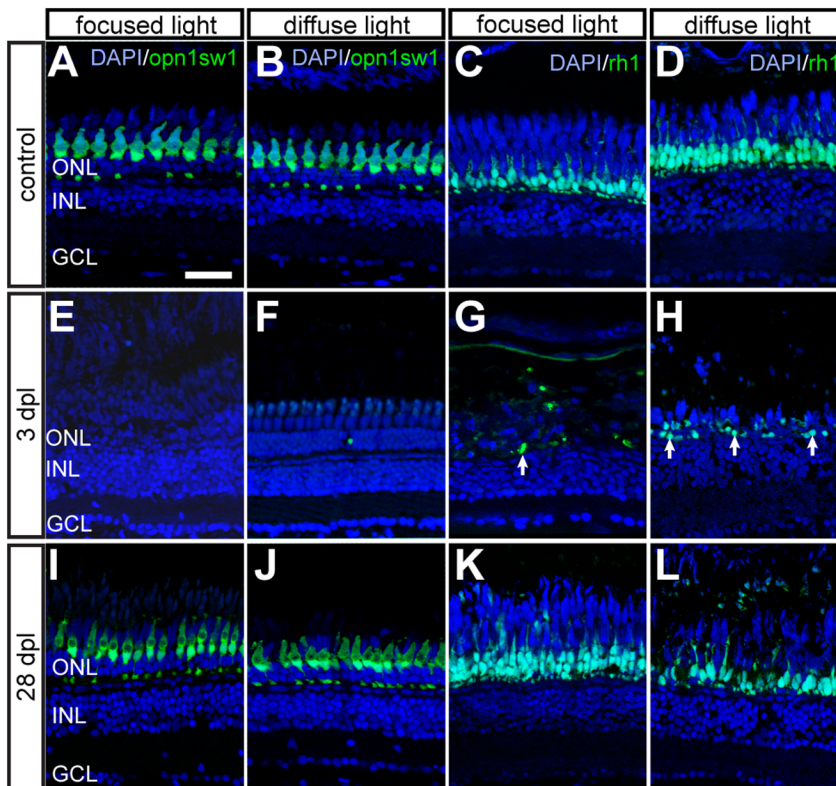 focused light diffuse light focused light diffuse light
control
A DAPI/opn1sw1 B DAPI/opn1sw1 C DAPI/rh1 D DAPI/rh1
ONL
INL
GCL
3 dpl
E F G H
ONL
INL
GCL
28 dpl
I J K L
ONL
INL
GCL